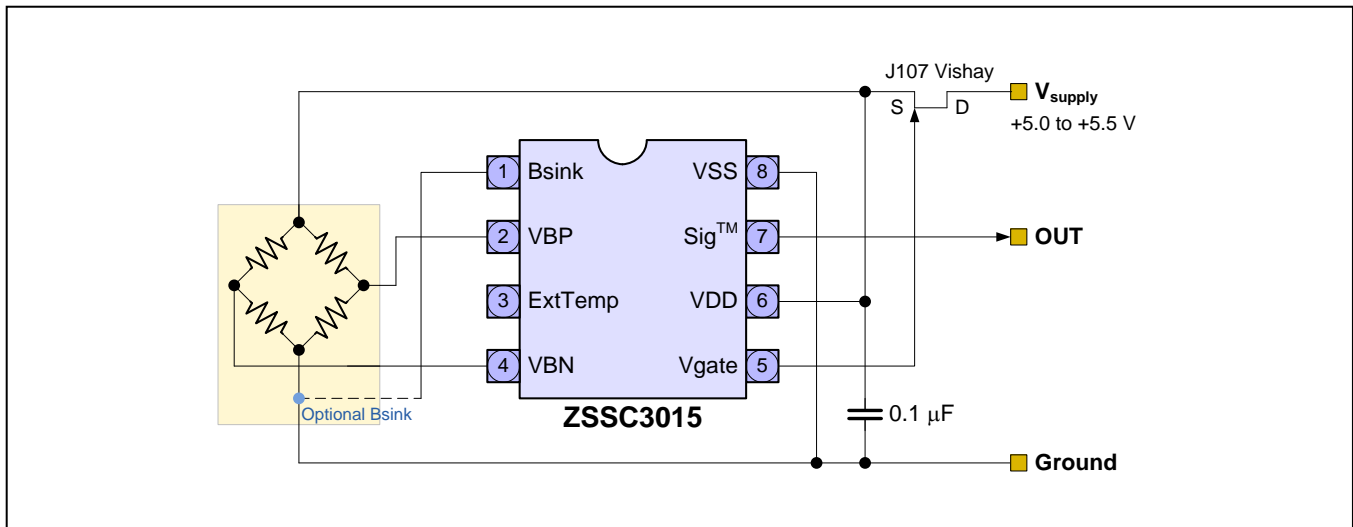 J107 Vishay
S D
Vsupply
+5.0 to +5.5 V
1 Bsink
VSS 8
2 VBP
Sig™ 7
OUT
3 ExtTemp
VDD 6
4 VBN
Vgate 5
Optional Bsink
ZSSC3015
0.1 μF
Ground